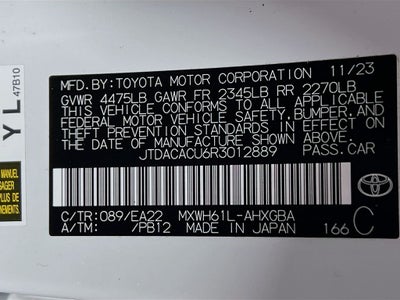 MFD. BY: TOYOTA MOTOR CORPORATION 11/23
GVWR 4475LB GAWR FR 2345LB RR 2270LB
THIS VEHICLE CONFORMS TO ALL APPLICABLE
FEDERAL MOTOR VEHICLE SAFETY, BUMPER, AND
THEFT PREVENTION STANDARDS IN EFFECT ON
THE DATE OF MANUFACTURE SHOWN ABOVE.
JTDACACU6R3012889 PASS.CAR
C/TR: 089/EA22 MXWH61L-AHXGBA
A/TM: /PB12 MADE IN JAPAN 166 C
TOYOTA
YL
47B10
MANUEL